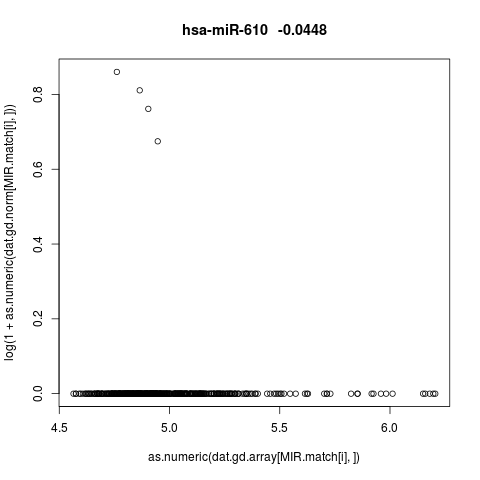 hsa-miR-610 -0.0448
log(1 + as.numeric(dat.gd.norm[MIR.match[i], ]))
0.8
0.6
0.4
0.2
0.0
4.5 5.0 5.5 6.0
as.numeric(dat.gd.array[MIR.match[i], ])